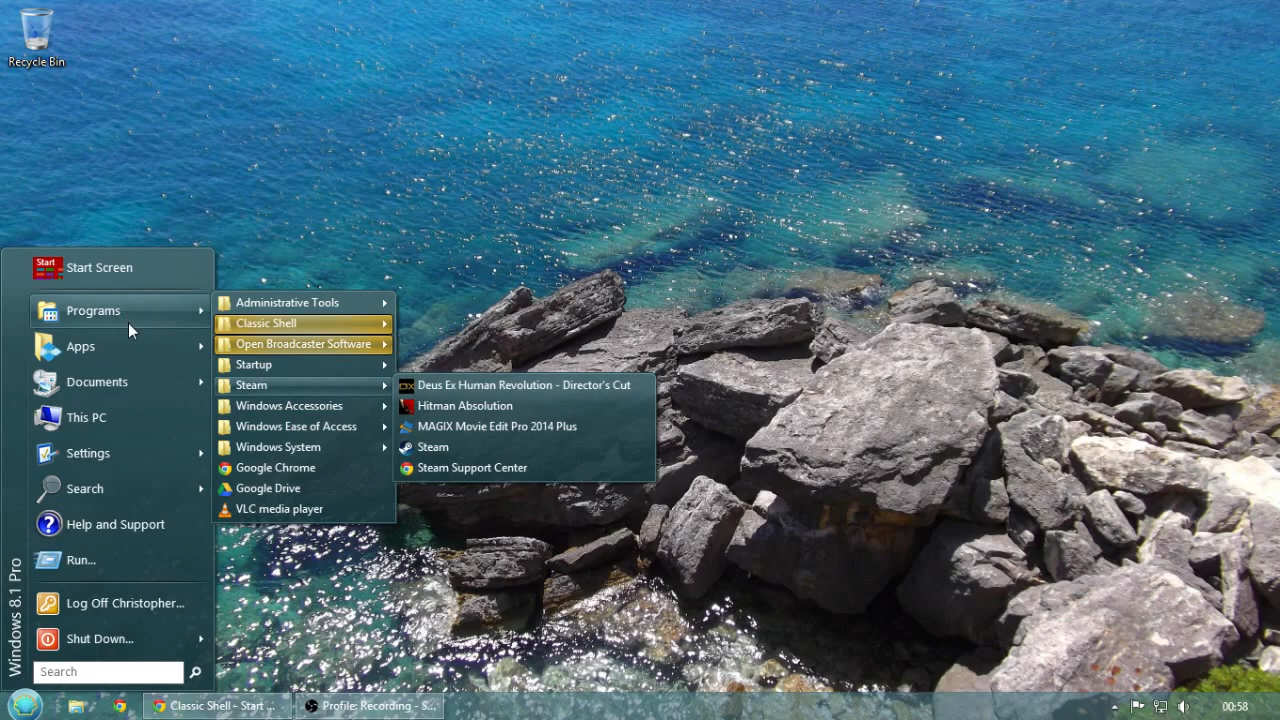 Recycle Bin
Start
Start Screen
Programs
Apps
Documents
This PC
Settings
Search
Help and Support
Run...
Log Off Christopher...
Shut Down...
Search
Windows 8.1 Pro
Administrative Tools
Classic Shell
Open Broadcaster Software
Startup
Steam
Windows Accessories
Windows Ease of Access
Windows System
Google Chrome
Google Drive
VLC media player
Deus Ex Human Revolution - Director's Cut
Hitman Absolution
MAGIX Movie Edit Pro 2014 Plus
Steam
Steam Support Center
Classic Shell - Start ...
Profile: Recording - S...
00:58